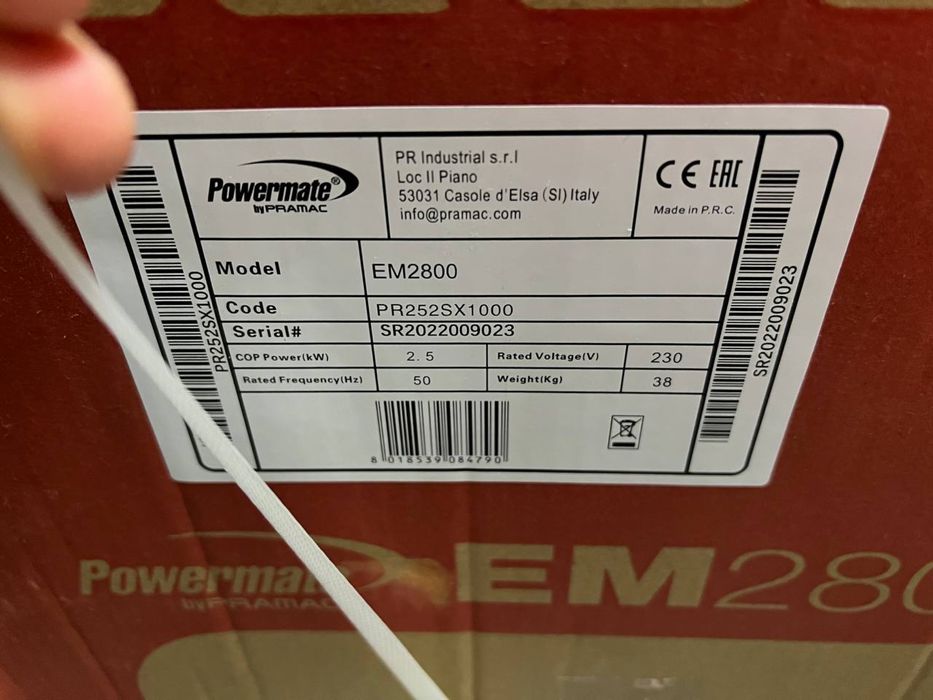 Powermate®
by PRAMAC
PR Industrial s.r.l
Loc Il Piano
53031 Casole d'Elsa (SI) Italy
info@pramac.com
CE EAC
Made in P.R.C.
Model EM2800
Code PR252SX1000
Serial# SR2022009023
COP Power(kW) 2.5 Rated Voltage(V) 230
Rated Frequency(Hz) 50 Weight(Kg) 38
PR252SX1000
SR2022009023
8 018539 084790
Powermate
by PRAMAC
EM280